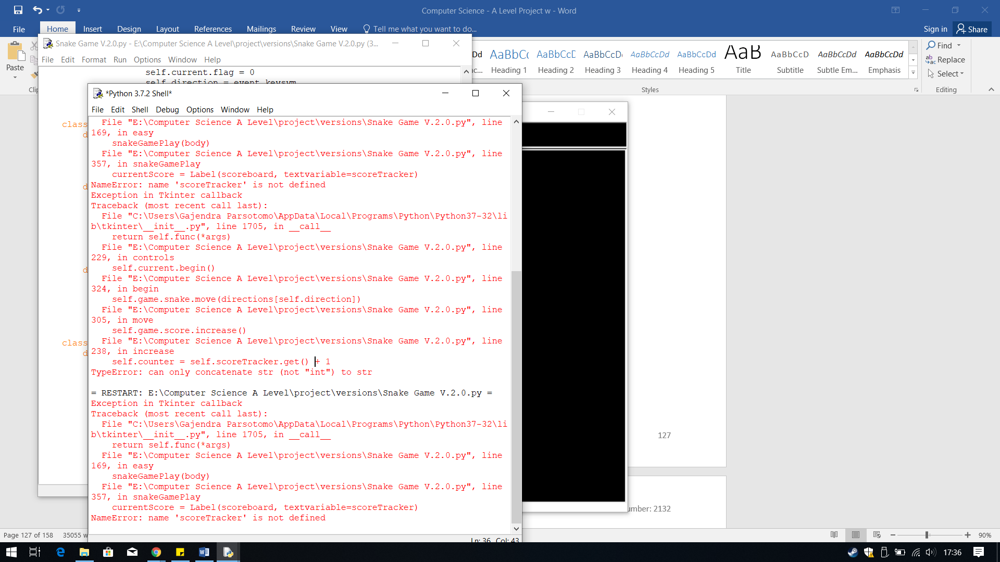 Computer Science - A Level Project w - Word
File Home Insert Design Layout References Mailings Review View Tell me what you want to do... Sign in Share
Snake Game V.2.0.py - E:\Computer Science A Level\project\versions\Snake Game V.2.0.py (3...
File Edit Format Run Options Window Help
Paste
self.current.flag = 0
self.direction = event.keysym
class
d
d
d
class
d
AaBbCc AaBbCcD AaBbCcD AaBbCcDd AaBbCcDd AaB AaBbCcD AaBbCcDd AaBbCcDd
Heading 1 Heading 2 Heading 3 Heading 4 Heading 5 Title Subtitle Subtle Em... Emphasis
Styles
Find
Replace
Select
Editing
*Python 3.7.2 Shell*
File Edit Shell Debug Options Window Help
File "E:\Computer Science A Level\project\versions\Snake Game V.2.0.py", line
169, in easy
snakeGamePlay(body)
File "E:\Computer Science A Level\project\versions\Snake Game V.2.0.py", line
357, in snakeGamePlay
currentScore = Label(scoreboard, textvariable=scoreTracker)
NameError: name 'scoreTracker' is not defined
Exception in Tkinter callback
Traceback (most recent call last):
File "C:\Users\Gajendra Parsotomo\AppData\Local\Programs\Python\Python37-32\li
b\tkinter\__init__.py", line 1705, in __call__
return self.func(*args)
File "E:\Computer Science A Level\project\versions\Snake Game V.2.0.py", line
229, in controls
self.current.begin()
File "E:\Computer Science A Level\project\versions\Snake Game V.2.0.py", line
324, in begin
self.game.snake.move(directions[self.direction])
File "E:\Computer Science A Level\project\versions\Snake Game V.2.0.py", line
305, in move
self.game.score.increase()
File "E:\Computer Science A Level\project\versions\Snake Game V.2.0.py", line
238, in increase
self.counter = self.scoreTracker.get() + 1
TypeError: can only concatenate str (not "int") to str
= RESTART: E:\Computer Science A Level\project\versions\Snake Game V.2.0.py =
Exception in Tkinter callback
Traceback (most recent call last):
File "C:\Users\Gajendra Parsotomo\AppData\Local\Programs\Python\Python37-32\li
b\tkinter\__init__.py", line 1705, in __call__
return self.func(*args)
File "E:\Computer Science A Level\project\versions\Snake Game V.2.0.py", line
169, in easy
snakeGamePlay(body)
File "E:\Computer Science A Level\project\versions\Snake Game V.2.0.py", line
357, in snakeGamePlay
currentScore = Label(scoreboard, textvariable=scoreTracker)
NameError: name 'scoreTracker' is not defined
Ln: 36 Col: 43
127
umber: 2132
Page 127 of 158 35055 w
90%
17:36